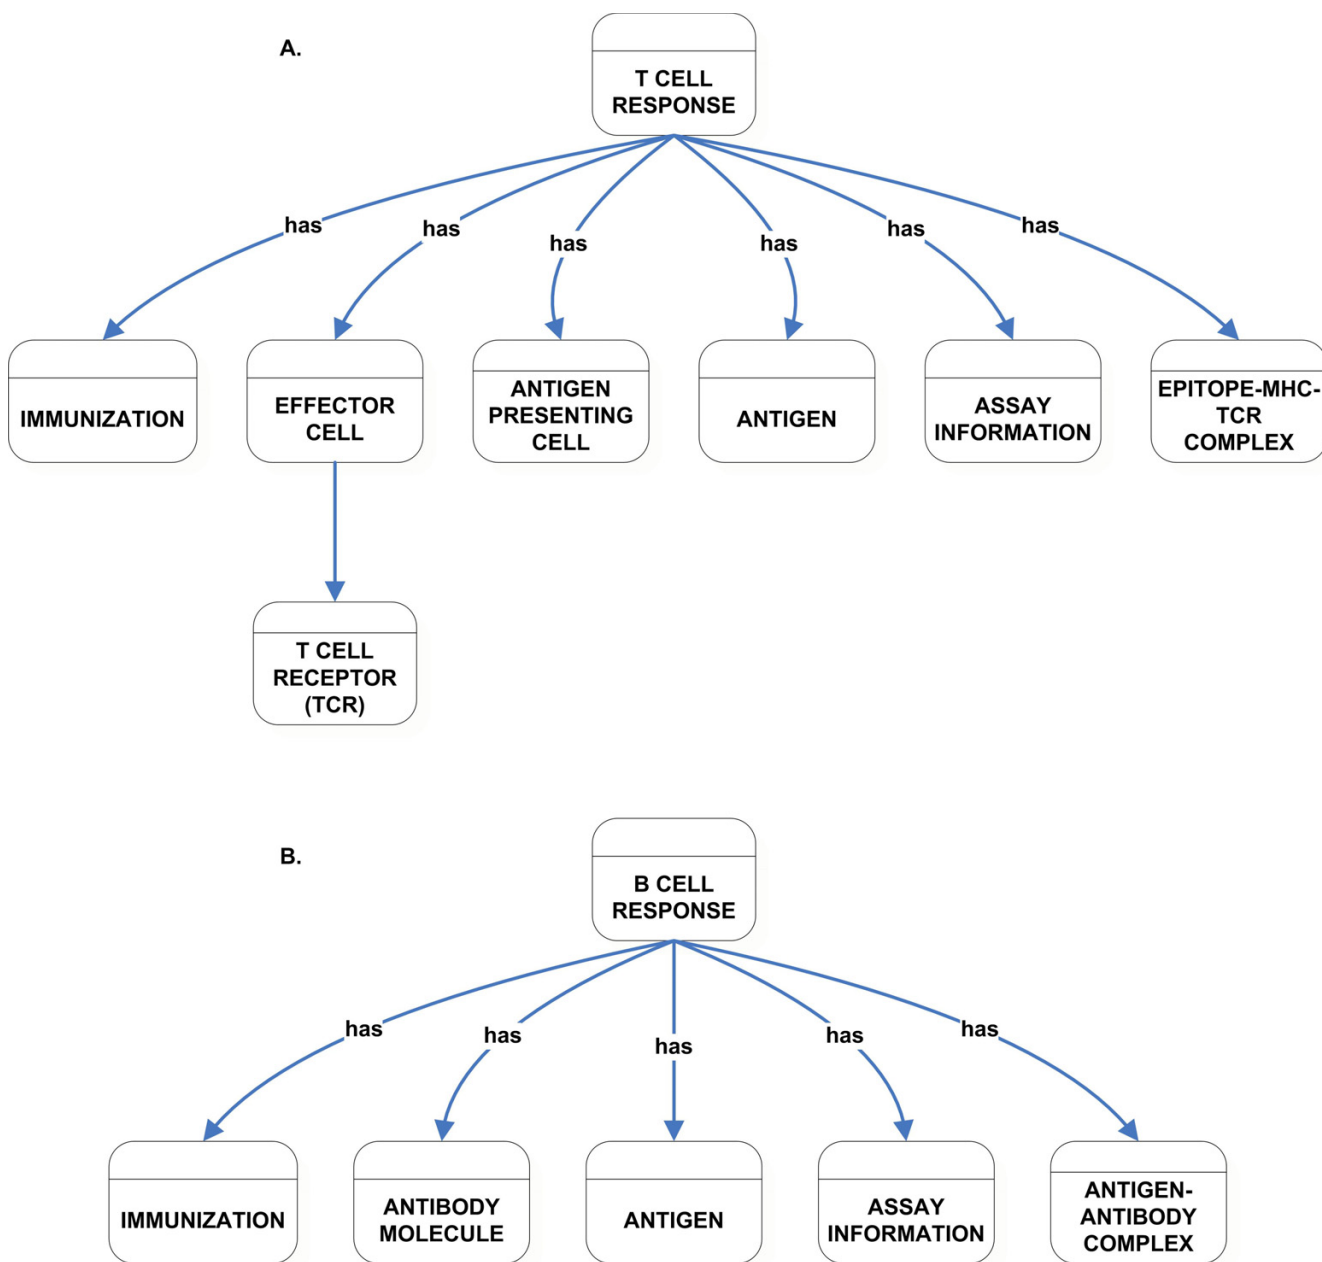 A.
T CELL
RESPONSE
has
has
has
has
has
has
IMMUNIZATION
EFFECTOR
CELL
ANTIGEN
PRESENTING
CELL
ANTIGEN
ASSAY
INFORMATION
EPITOPE-MHC-
TCR
COMPLEX
T CELL
RECEPTOR
(TCR)
B.
B CELL
RESPONSE
has
has
has
has
has
IMMUNIZATION
ANTIBODY
MOLECULE
ANTIGEN
ASSAY
INFORMATION
ANTIGEN-
ANTIBODY
COMPLEX